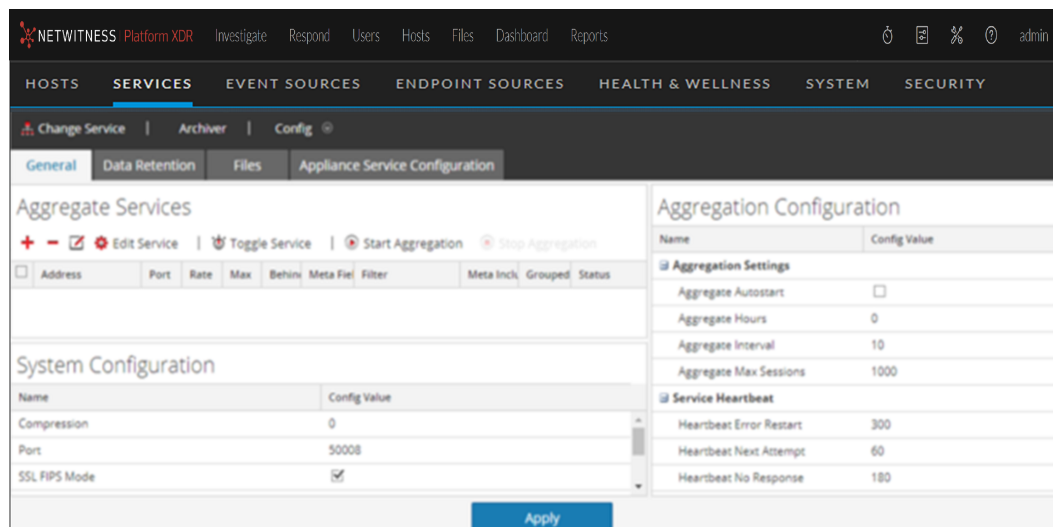 NETWITNESS Platform XDR Investigate Respond Users Hosts Files Dashboard Reports admin
HOSTS SERVICES EVENT SOURCES ENDPOINT SOURCES HEALTH & WELLNESS SYSTEM SECURITY
Change Service | Archiver | Config
General Data Retention Files Appliance Service Configuration
Aggregate Services
Edit Service | Toggle Service | Start Aggregation Stop Aggregation
Address Port Rate Max Behin Meta Fiel Filter Meta Inclu Grouped Status
System Configuration
Name Config Value
Compression 0
Port 50008
SSL FIPS Mode
Aggregation Configuration
Name Config Value
Aggregation Settings
Aggregate Autostart
Aggregate Hours 0
Aggregate Interval 10
Aggregate Max Sessions 1000
Service Heartbeat
Heartbeat Error Restart 300
Heartbeat Next Attempt 60
Heartbeat No Response 180
Apply